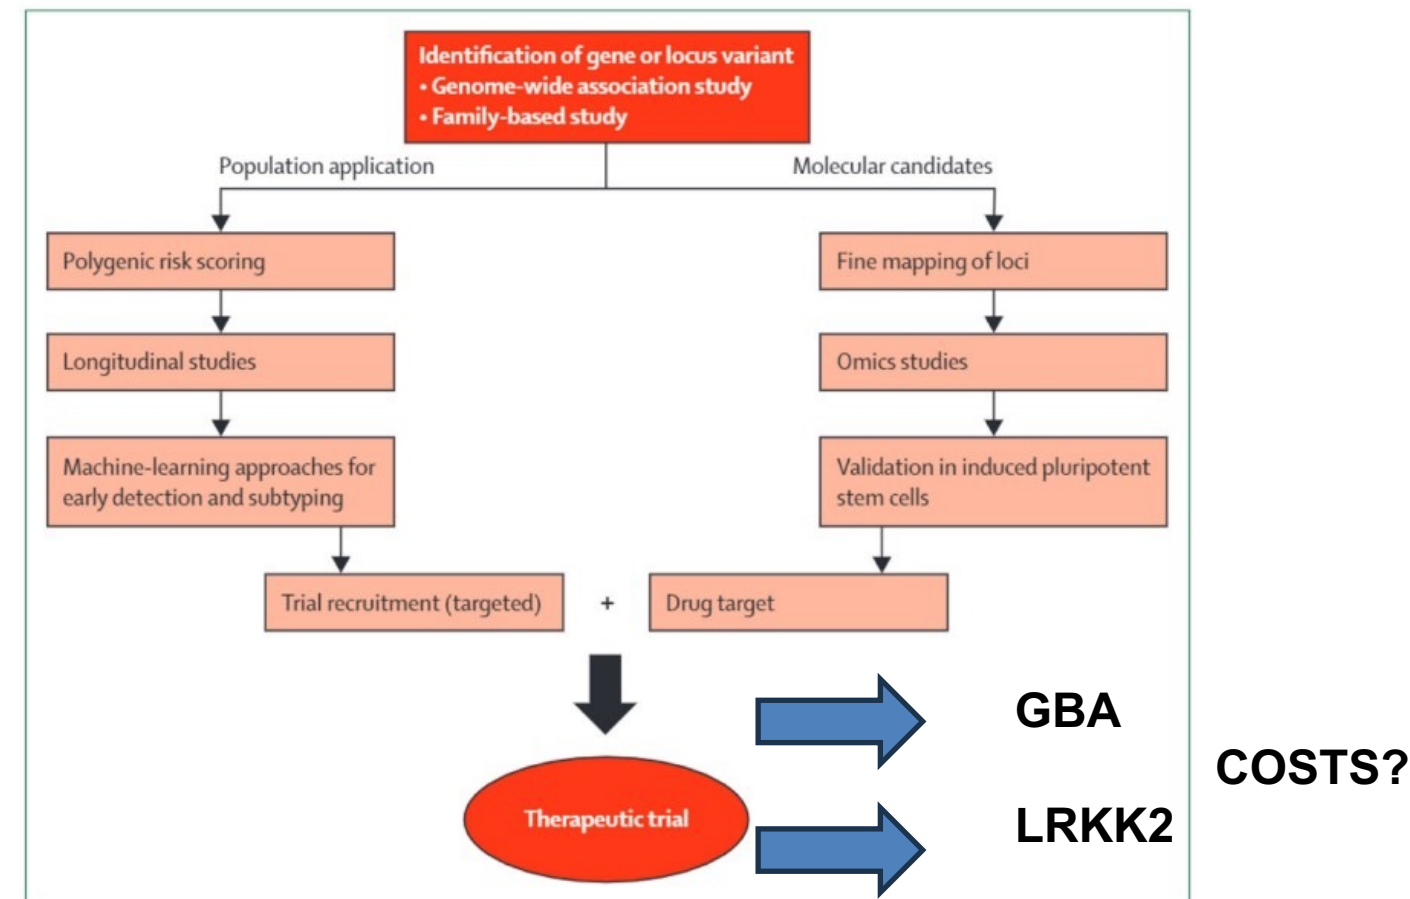 Identification of gene or locus variant
• Genome-wide association study
• Family-based study
Population application
Molecular candidates
Polygenic risk scoring
Fine mapping of loci
Longitudinal studies
Omics studies
Machine-learning approaches for
early detection and subtyping
Validation in induced pluripotent
stem cells
Trial recruitment (targeted)
+
Drug target
GBA
COSTS?
Therapeutic trial
LRKK2